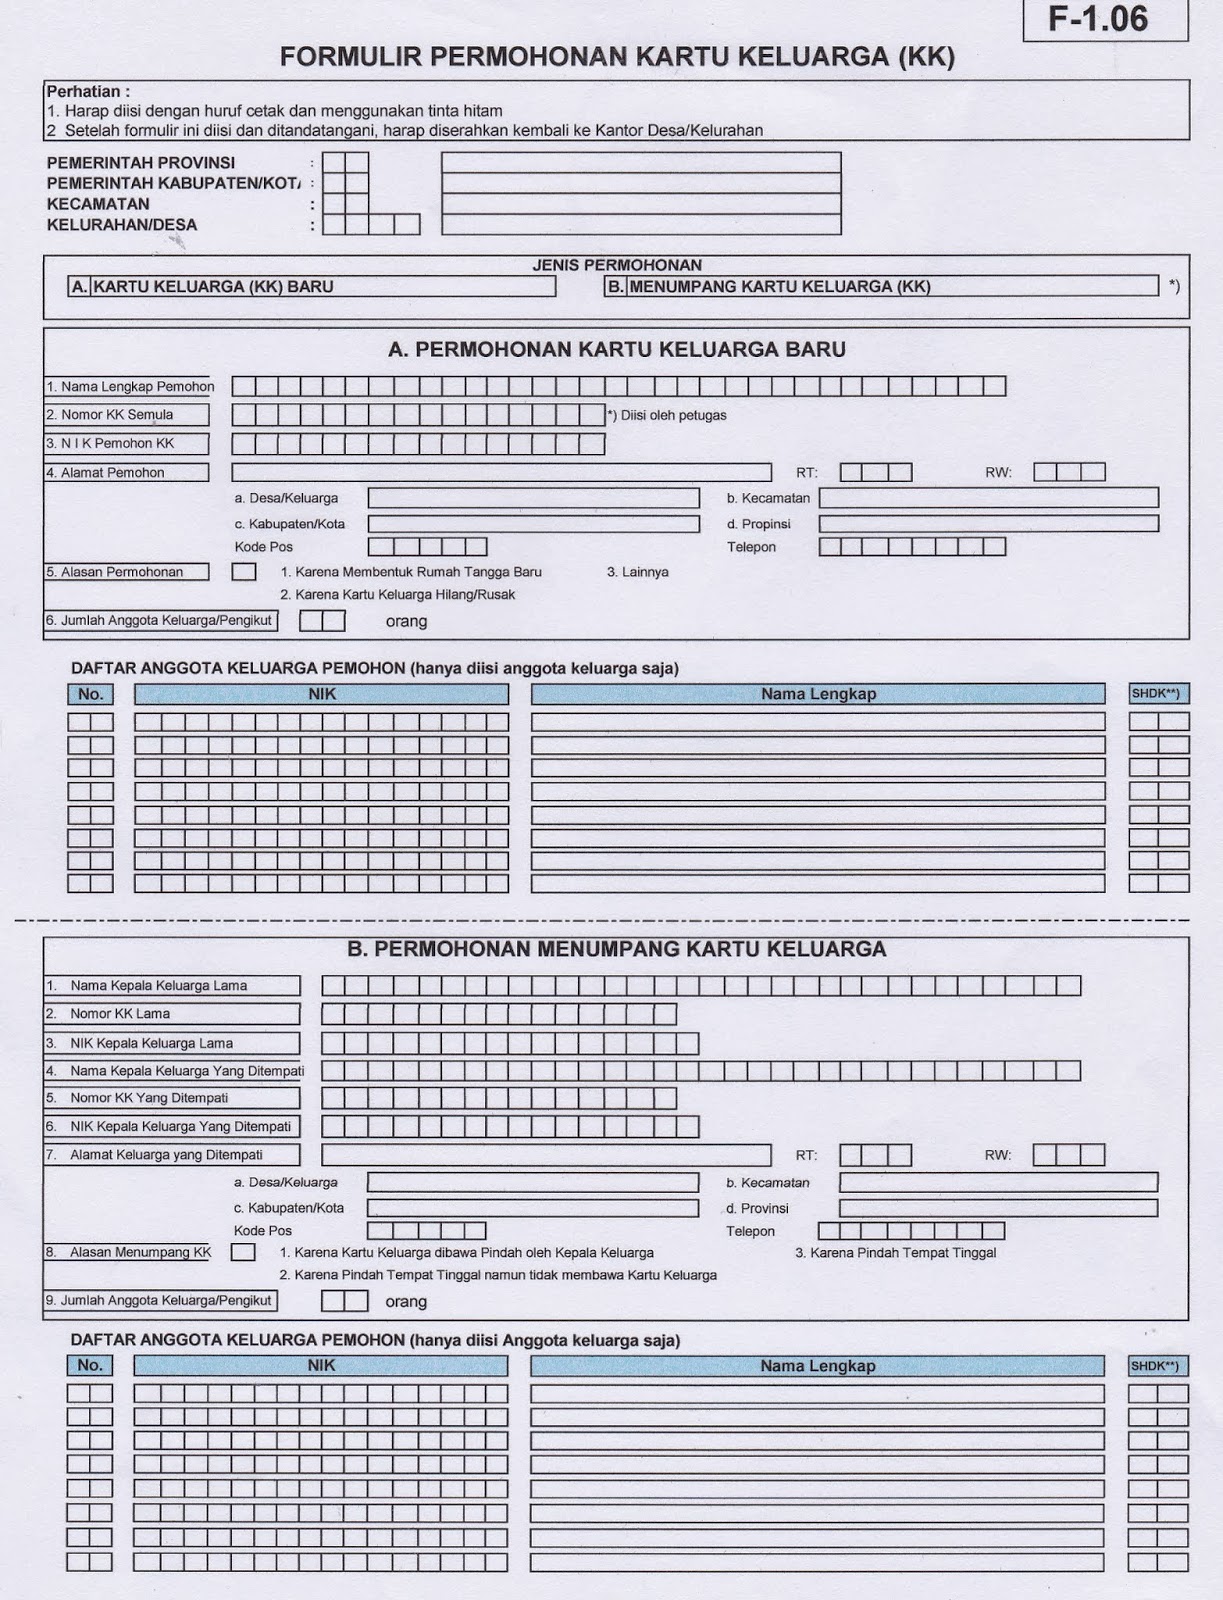 F-1.06
FORMULIR PERMOHONAN KARTU KELUARGA (KK)
Perhatian :
1. Harap diisi dengan huruf cetak dan menggunakan tinta hitam
2 Setelah formulir ini diisi dan ditandatangani, harap diserahkan kembali ke Kantor Desa/Kelurahan
PEMERINTAH PROVINSI :
PEMERINTAH KABUPATEN/KOTA :
KECAMATAN :
KELURAHAN/DESA :
JENIS PERMOHONAN
A. KARTU KELUARGA (KK) BARU B. MENUMPANG KARTU KELUARGA (KK) *)
A. PERMOHONAN KARTU KELUARGA BARU
1. Nama Lengkap Pemohon
2. Nomor KK Semula *) Diisi oleh petugas
3. N I K Pemohon KK
4. Alamat Pemohon RT: RW:
a. Desa/Keluarga b. Kecamatan
c. Kabupaten/Kota d. Propinsi
Kode Pos Telepon
5. Alasan Permohonan 1. Karena Membentuk Rumah Tangga Baru 3. Lainnya
2. Karena Kartu Keluarga Hilang/Rusak
6. Jumlah Anggota Keluarga/Pengikut orang
DAFTAR ANGGOTA KELUARGA PEMOHON (hanya diisi anggota keluarga saja)
No. NIK Nama Lengkap SHDK**)
B. PERMOHONAN MENUMPANG KARTU KELUARGA
1. Nama Kepala Keluarga Lama
2. Nomor KK Lama
3. NIK Kepala Keluarga Lama
4. Nama Kepala Keluarga Yang Ditempati
5. Nomor KK Yang Ditempati
6. NIK Kepala Keluarga Yang Ditempati
7. Alamat Keluarga yang Ditempati RT: RW:
a. Desa/Keluarga b. Kecamatan
c. Kabupaten/Kota d. Provinsi
Kode Pos Telepon
8. Alasan Menumpang KK 1. Karena Kartu Keluarga dibawa Pindah oleh Kepala Keluarga 3. Karena Pindah Tempat Tinggal
2. Karena Pindah Tempat Tinggal namun tidak membawa Kartu Keluarga
9. Jumlah Anggota Keluarga/Pengikut orang
DAFTAR ANGGOTA KELUARGA PEMOHON (hanya diisi Anggota keluarga saja)
No. NIK Nama Lengkap SHDK**)